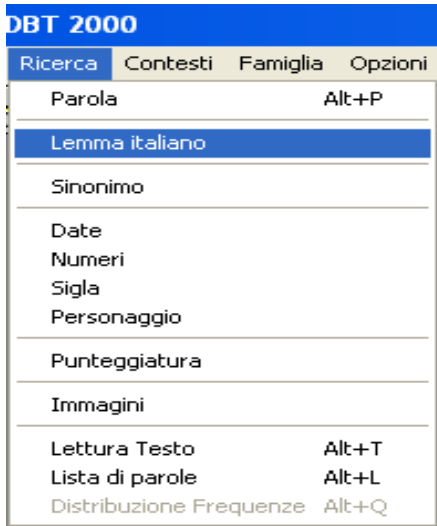 DBT 2000
Ricerca Contesti Famiglia Opzioni
Parola Alt+P
Lemma italiano
Sinonimo
Date
Numeri
Sigla
Personaggio
Punteggiatura
Immagini
Lettura Testo Alt+T
Lista di parole Alt+L
Distribuzione Frequenze Alt+Q